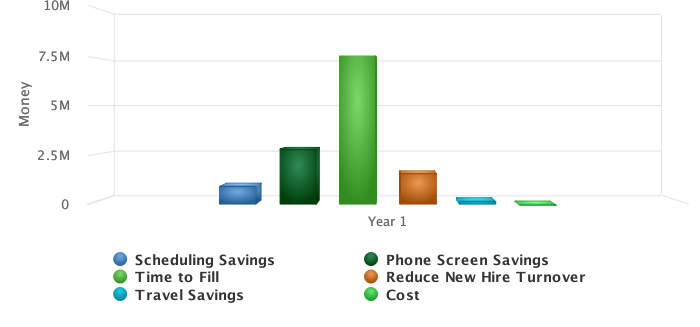 10M
7.5M
5M
2.5M
0
Money
Year 1
Scheduling Savings
Phone Screen Savings
Time to Fill
Reduce New Hire Turnover
Travel Savings
Cost